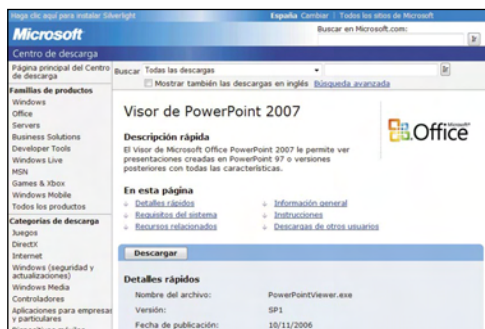 Haga clic aquí para instalar Silverlight
España Cambiar | Todos los sitios de Microsoft
Microsoft
Buscar en Microsoft.com:
Ir
Centro de descarga
Página principal del Centro de descarga
Buscar Todas las descargas
Ir
Mostrar también las descargas en inglés Búsqueda avanzada
Familias de productos
Windows
Office
Servers
Business Solutions
Developer Tools
Windows Live
MSN
Games & Xbox
Windows Mobile
Todos los productos
Categorías de descarga
Juegos
DirectX
Internet
Windows (seguridad y actualizaciones)
Windows Media
Controladores
Aplicaciones para empresas y particulares
Dispositivos móviles
Visor de PowerPoint 2007
Microsoft
Office
Descripción rápida
El Visor de Microsoft Office PowerPoint 2007 le permite ver
presentaciones creadas en PowerPoint 97 o versiones
posteriores con todas las características.
En esta página
Detalles rápidos
Información general
Requisitos del sistema
Instrucciones
Recursos relacionados
Descargas de otros usuarios
Descargar
Detalles rápidos
Nombre del archivo: PowerPointViewer.exe
Versión: SP1
Fecha de publicación: 10/11/2006